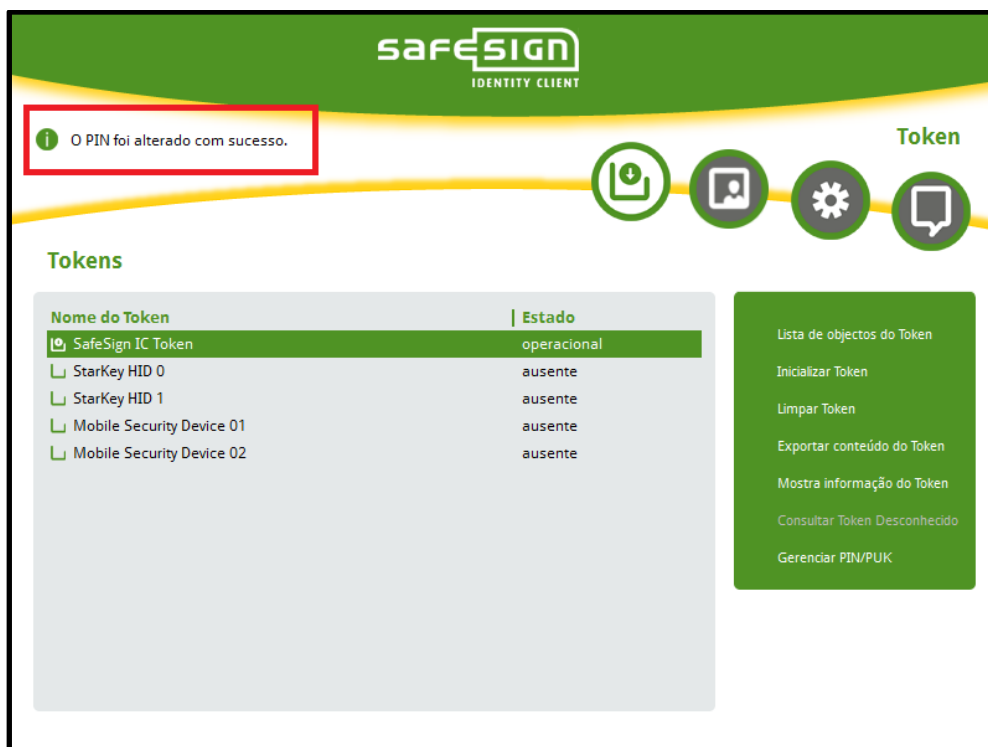 safesign
IDENTITY CLIENT
O PIN foi alterado com sucesso.
Token
Tokens
Nome do Token Estado
SafeSign IC Token operacional
StarKey HID 0 ausente
StarKey HID 1 ausente
Mobile Security Device 01 ausente
Mobile Security Device 02 ausente
Lista de objectos do Token
Inicializar Token
Limpar Token
Exportar conteúdo do Token
Mostra informação do Token
Consultar Token Desconhecido
Gerenciar PIN/PUK